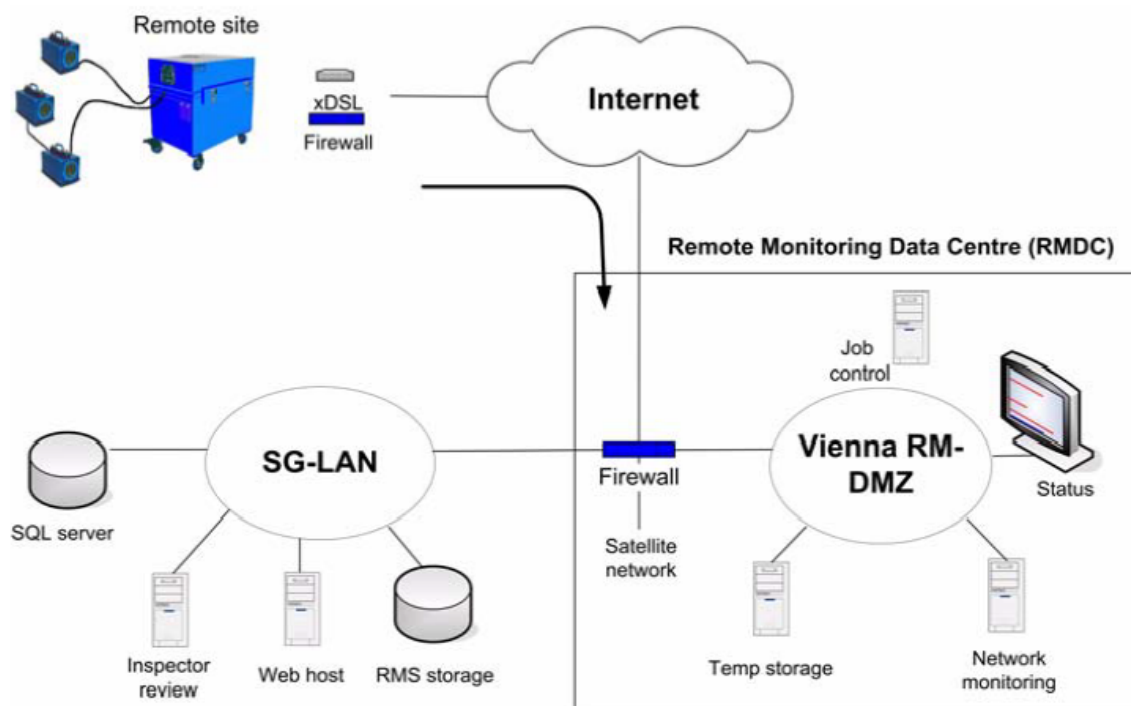 Remote site
xDSL
Firewall
Internet
Remote Monitoring Data Centre (RMDC)
Job
control
SG-LAN
Firewall
Vienna RM-
DMZ
Status
SQL server
Satellite
network
Inspector
review
Web host
RMS storage
Temp storage
Network
monitoring